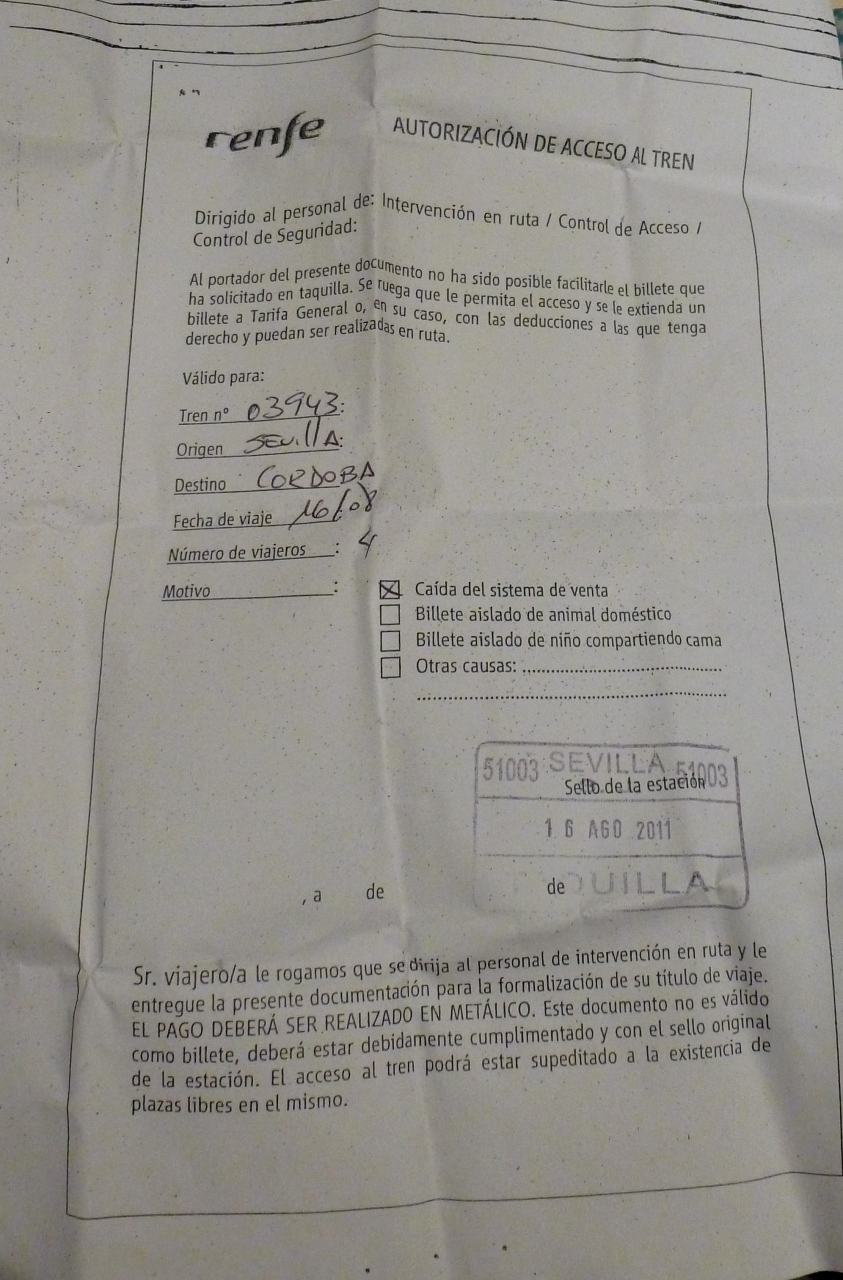 renfe
AUTORIZACIÓN DE ACCESO AL TREN
Dirigido al personal de: Intervención en ruta / Control de Acceso /
Control de Seguridad:
Al portador del presente documento no ha sido posible facilitarle el billete que
ha solicitado en taquilla. Se ruega que le permita el acceso y se le extienda un
billete a Tarifa General o, en su caso, con las deducciones a las que tenga
derecho y puedan ser realizadas en ruta.
Válido para:
Tren nº 03943:
Origen SEVILLA:
Destino CORDOBA
Fecha de viaje 16/08
Número de viajeros : 4
Motivo :
Caída del sistema de venta
Billete aislado de animal doméstico
Billete aislado de niño compartiendo cama
Otras causas: ........................................
................................................................
51003 SEVILLA 51003
Sello de la estación
16 AGO 2011
, a de de
UILLA
Sr. viajero/a le rogamos que se dirija al personal de intervención en ruta y le
entregue la presente documentación para la formalización de su título de viaje.
EL PAGO DEBERÁ SER REALIZADO EN METÁLICO. Este documento no es válido
como billete, deberá estar debidamente cumplimentado y con el sello original
de la estación. El acceso al tren podrá estar supeditado a la existencia de
plazas libres en el mismo.